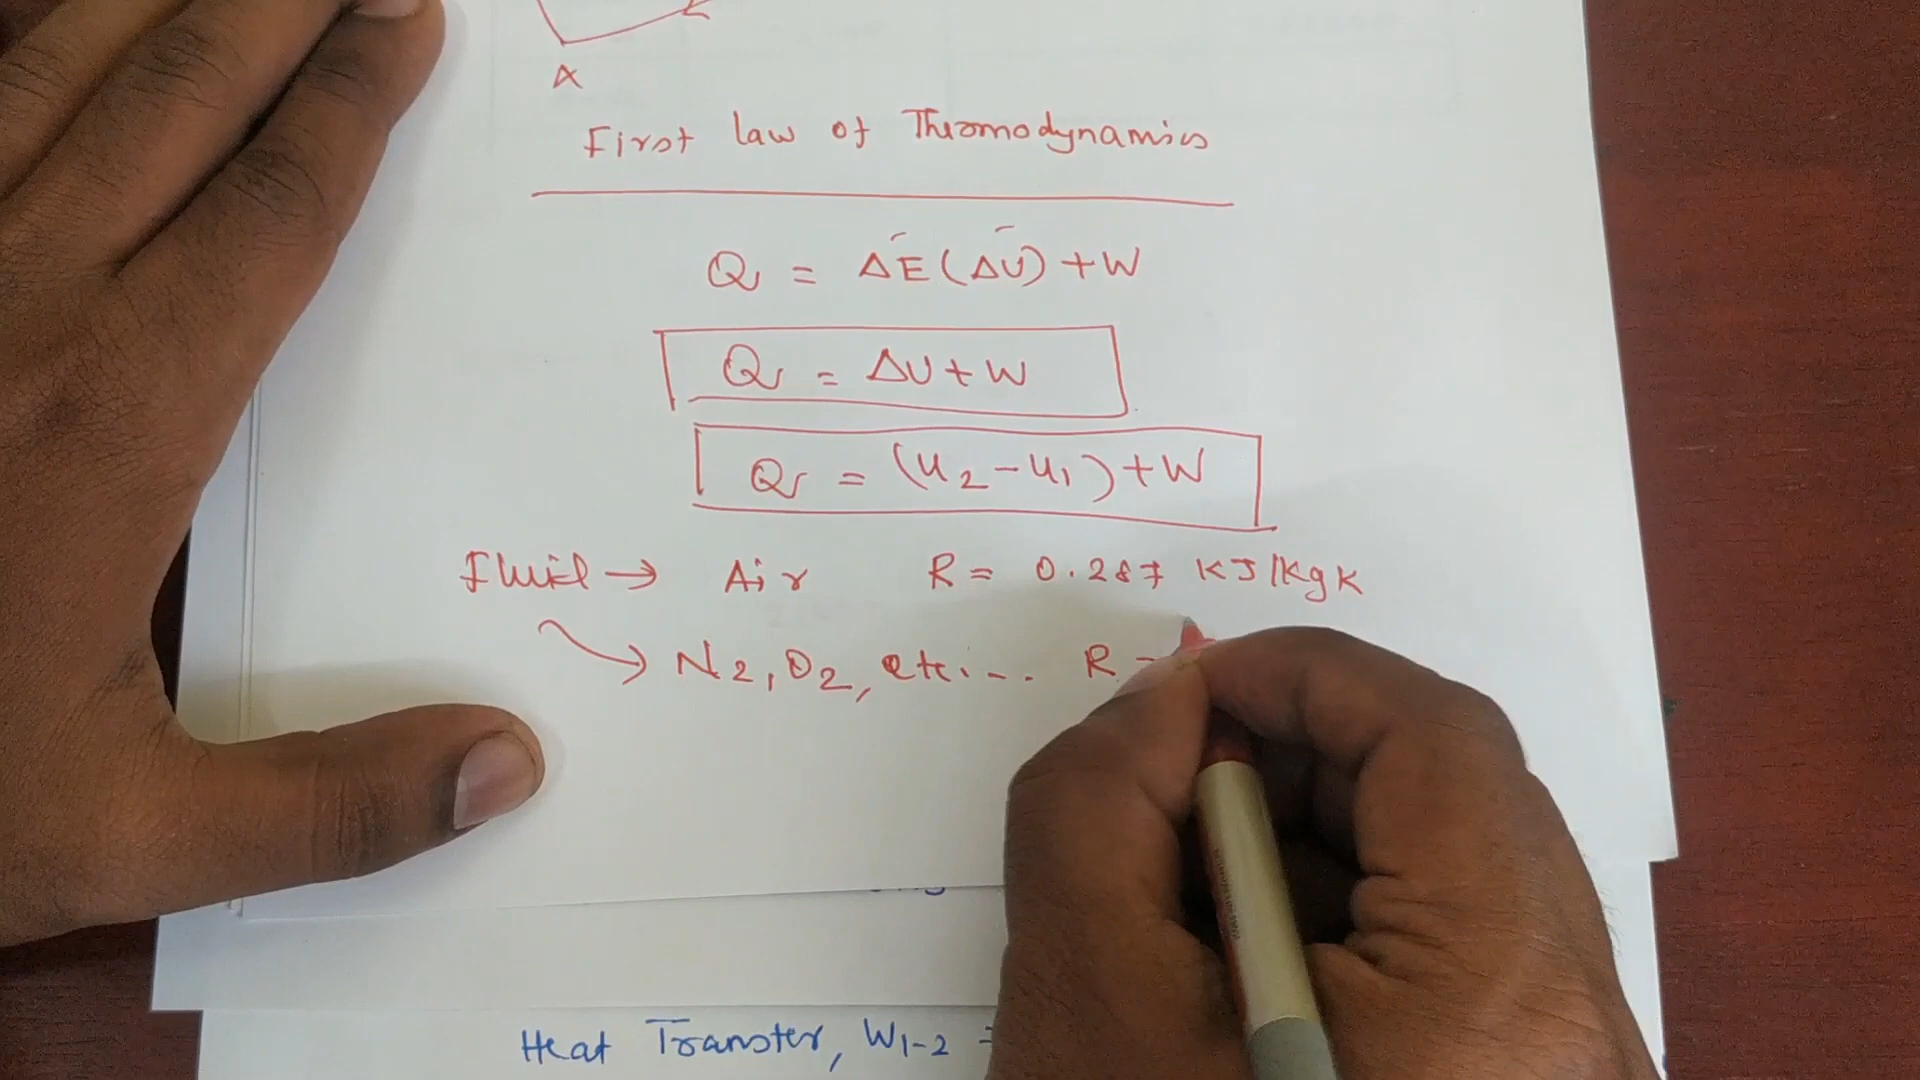 A
First law of Thermodynamics
Q = ΔE (ΔU) + W
Q = ΔU + W
Q = (U2 - U1) + W
Fluid → Air R = 0.287 KJ/KgK
→ N2, O2, etc... R =
Heat Transfer, W1-2 =